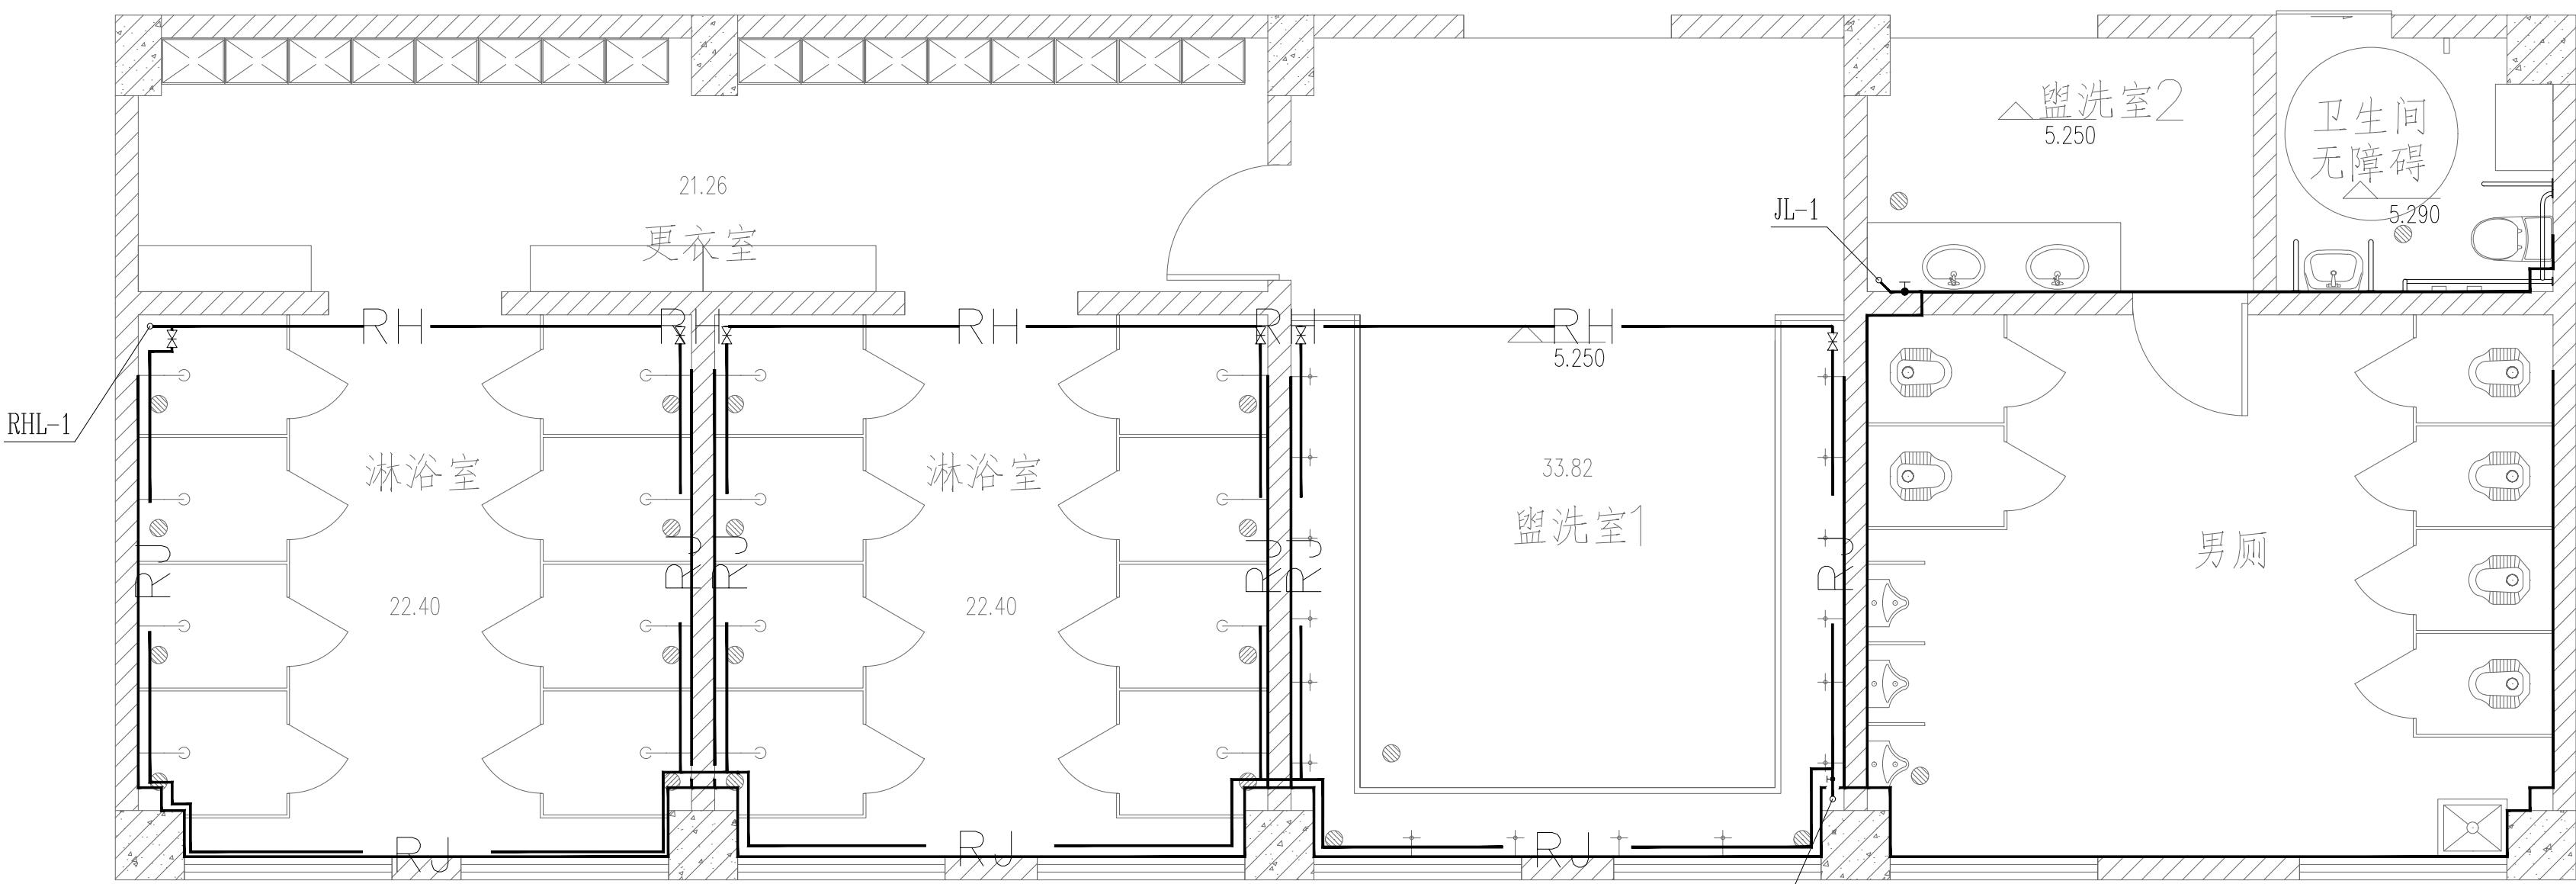 盥洗室2
5.250
卫生间
无障碍
5.290
21.26
更衣室
JL-1
RH
RH
RH
RH
RH
5.250
RHL-1
淋浴室
淋浴室
33.82
盥洗室1
男厕
RJ
RJ
RJ
RJ
RJ
RJ
22.40
22.40
RJ
RJ
RJ